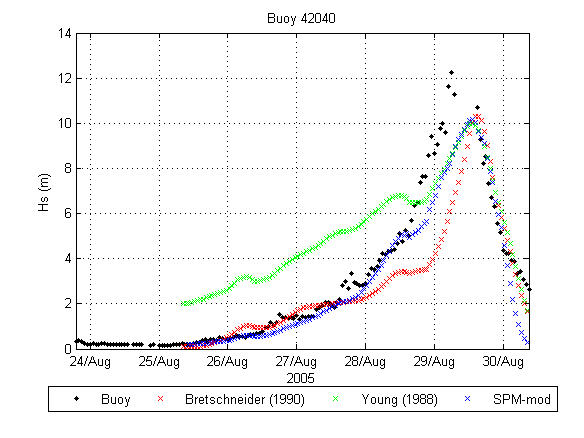 Buoy 42040
14
12
10
8
6
4
2
0
Hs (m)
24/Aug 25/Aug 26/Aug 27/Aug 28/Aug 29/Aug 30/Aug
2005
Buoy Bretschneider (1990) Young (1988) SPM-mod